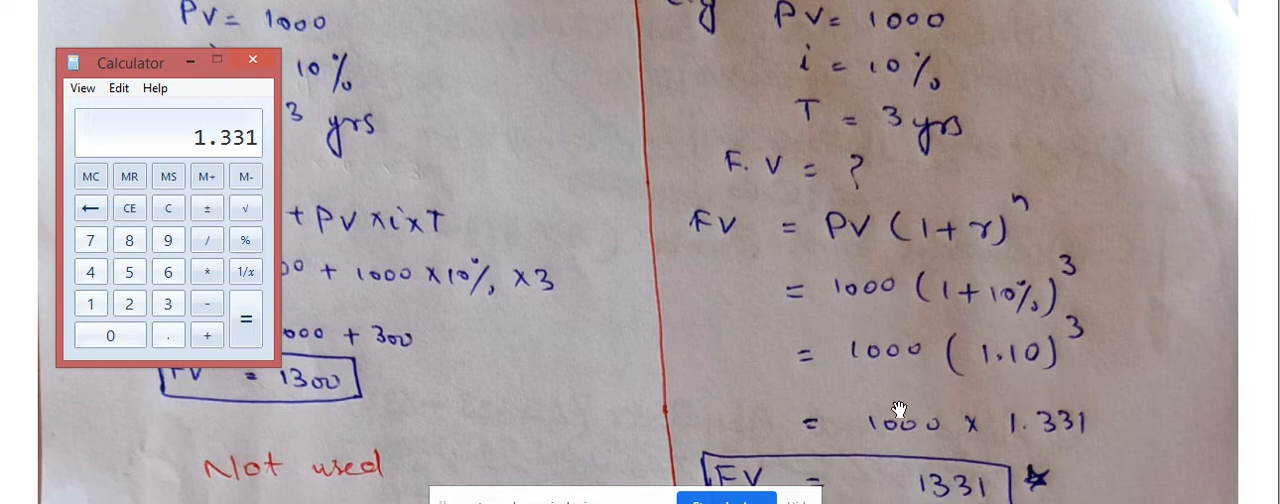 PV = 1000
10%
3 yrs
+ PV x i x T
+ 1000 x 10% x 3
000 + 300
FV = 1300
Not used
Calculator
View Edit Help
1.331
MC MR MS M+ M-
← CE C ± √
7 8 9 / %
4 5 6 * 1/x
1 2 3 - =
0 . +
PV = 1000
i = 10%
T = 3 yrs
F.V = ?
FV = PV (1 + r)^n
= 1000 (1 + 10%)^3
= 1000 (1.10)^3
= 1000 x 1.331
FV = 1331